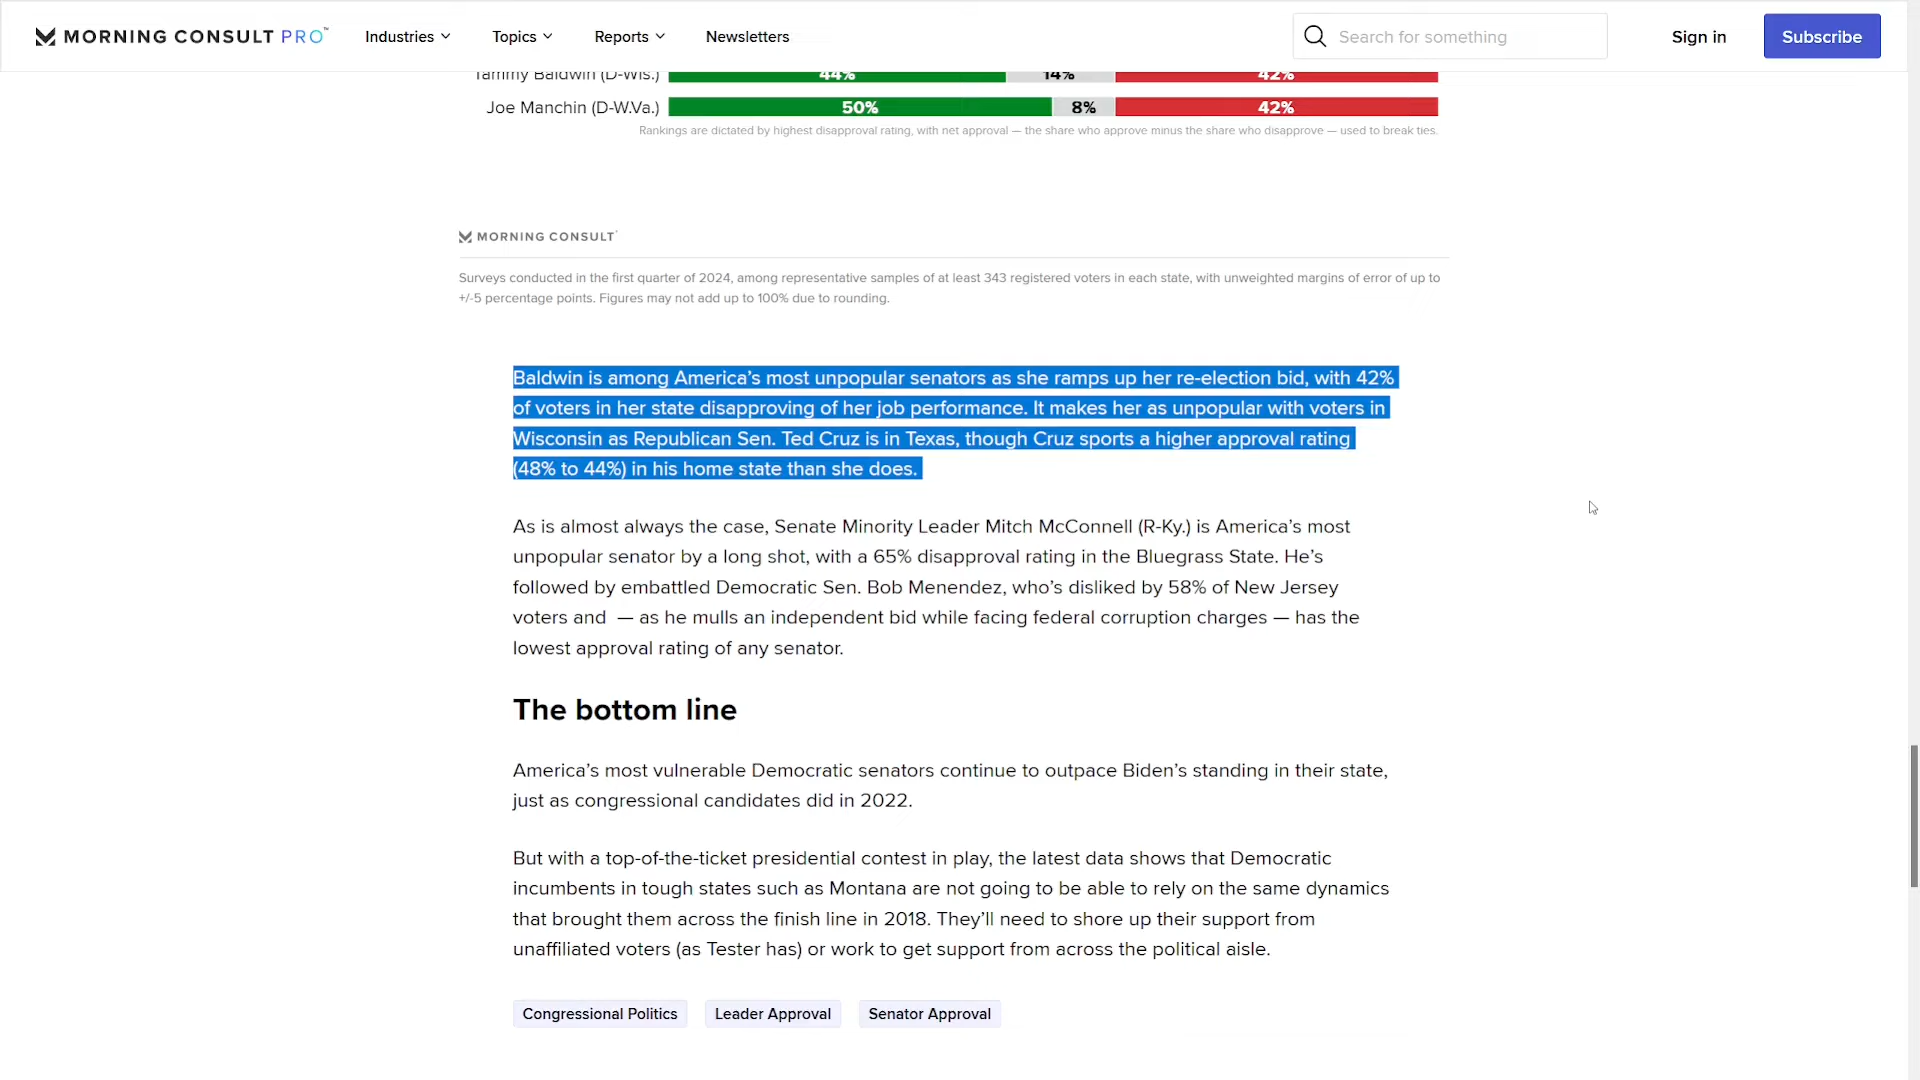 MORNING CONSULT PRO™
Industries
Topics
Reports
Newsletters
Search for something
Sign in
Subscribe
Tammy Baldwin (D-Wis.) 44% 14% 42%
Joe Manchin (D-W.Va.) 50% 8% 42%
Rankings are dictated by highest disapproval rating, with net approval — the share who approve minus the share who disapprove — used to break ties.
MORNING CONSULT
Surveys conducted in the first quarter of 2024, among representative samples of at least 343 registered voters in each state, with unweighted margins of error of up to
+/-5 percentage points. Figures may not add up to 100% due to rounding.
Baldwin is among America’s most unpopular senators as she ramps up her re-election bid, with 42%
of voters in her state disapproving of her job performance. It makes her as unpopular with voters in
Wisconsin as Republican Sen. Ted Cruz is in Texas, though Cruz sports a higher approval rating
(48% to 44%) in his home state than she does.
As is almost always the case, Senate Minority Leader Mitch McConnell (R-Ky.) is America’s most
unpopular senator by a long shot, with a 65% disapproval rating in the Bluegrass State. He’s
followed by embattled Democratic Sen. Bob Menendez, who’s disliked by 58% of New Jersey
voters and — as he mulls an independent bid while facing federal corruption charges — has the
lowest approval rating of any senator.
The bottom line
America’s most vulnerable Democratic senators continue to outpace Biden’s standing in their state,
just as congressional candidates did in 2022.
But with a top-of-the-ticket presidential contest in play, the latest data shows that Democratic
incumbents in tough states such as Montana are not going to be able to rely on the same dynamics
that brought them across the finish line in 2018. They’ll need to shore up their support from
unaffiliated voters (as Tester has) or work to get support from across the political aisle.
Congressional Politics
Leader Approval
Senator Approval